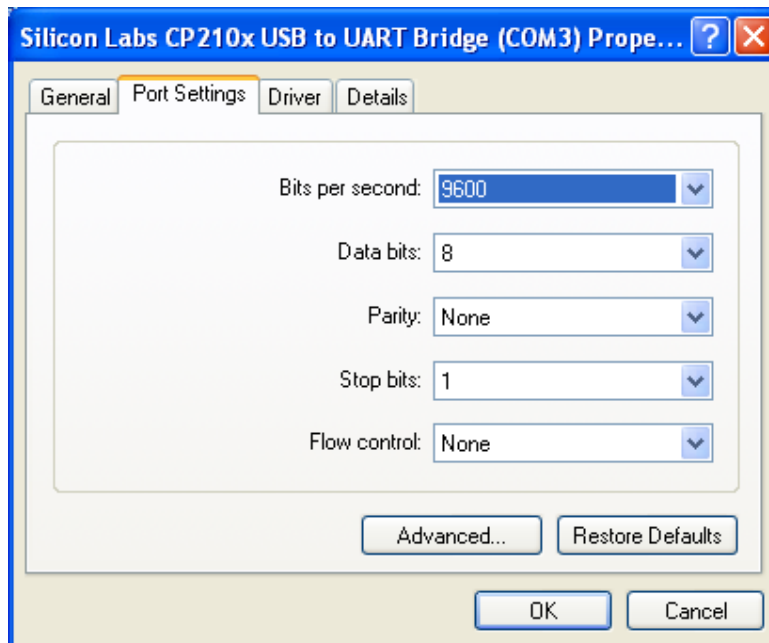 Silicon Labs CP210x USB to UART Bridge (COM3) Prope... ?
General Port Settings Driver Details
Bits per second: 9600
Data bits: 8
Parity: None
Stop bits: 1
Flow control: None
Advanced... Restore Defaults
OK Cancel